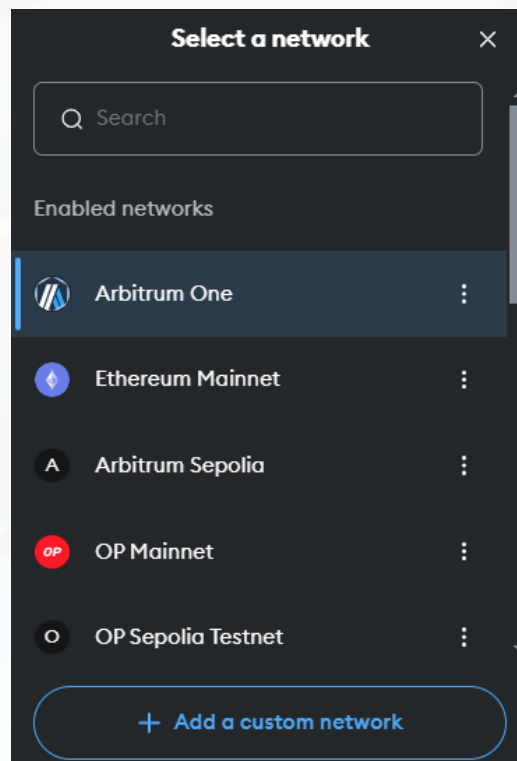 Select a network
Search
Enabled networks
Arbitrum One
Ethereum Mainnet
A Arbitrum Sepolia
OP OP Mainnet
O OP Sepolia Testnet
+ Add a custom network